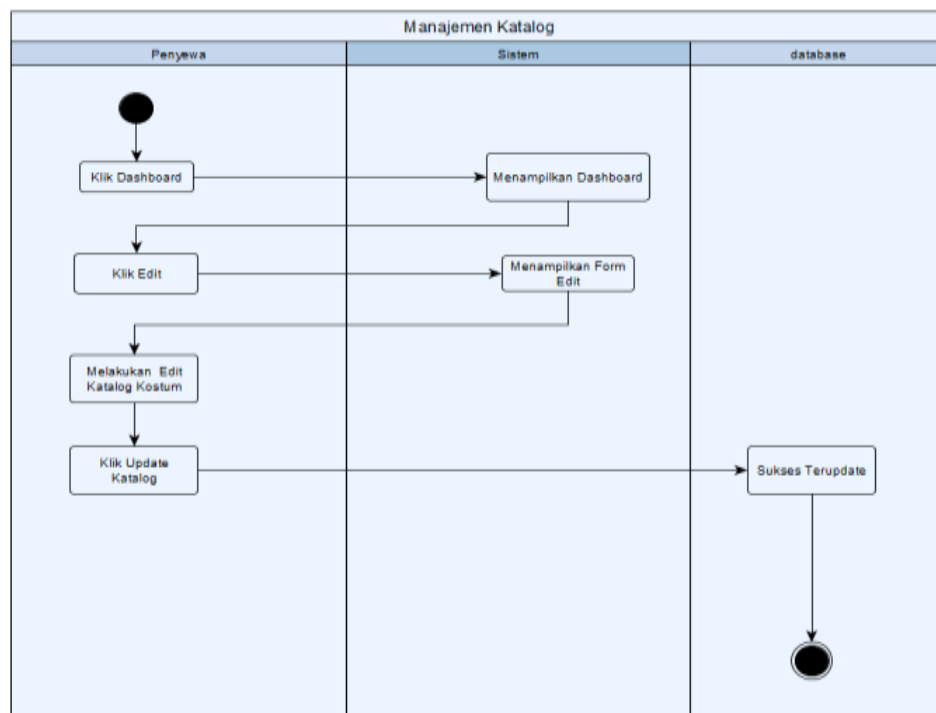 Manajemen Katalog
Penyewa
Sistem
database
Klik Dashboard
Menampilkan Dashboard
Klik Edit
Menampilkan Form
Edit
Melakukan Edit
Katalog Kostum
Klik Update
Katalog
Sukses Terupdate